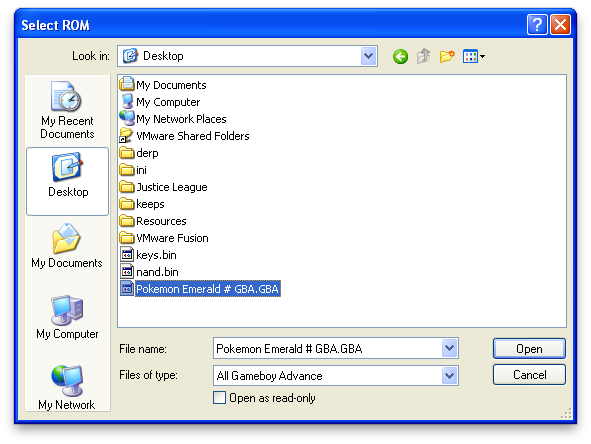 Select ROM
Look in: Desktop
My Recent
Documents
Desktop
My Documents
My Computer
My Network
My Documents
My Computer
My Network Places
VMware Shared Folders
derp
ini
Justice League
keeps
Resources
VMware Fusion
keys.bin
nand.bin
Pokemon Emerald # GBA.GBA
File name: Pokemon Emerald # GBA.GBA Open
Files of type: All Gameboy Advance Cancel
Open as read-only